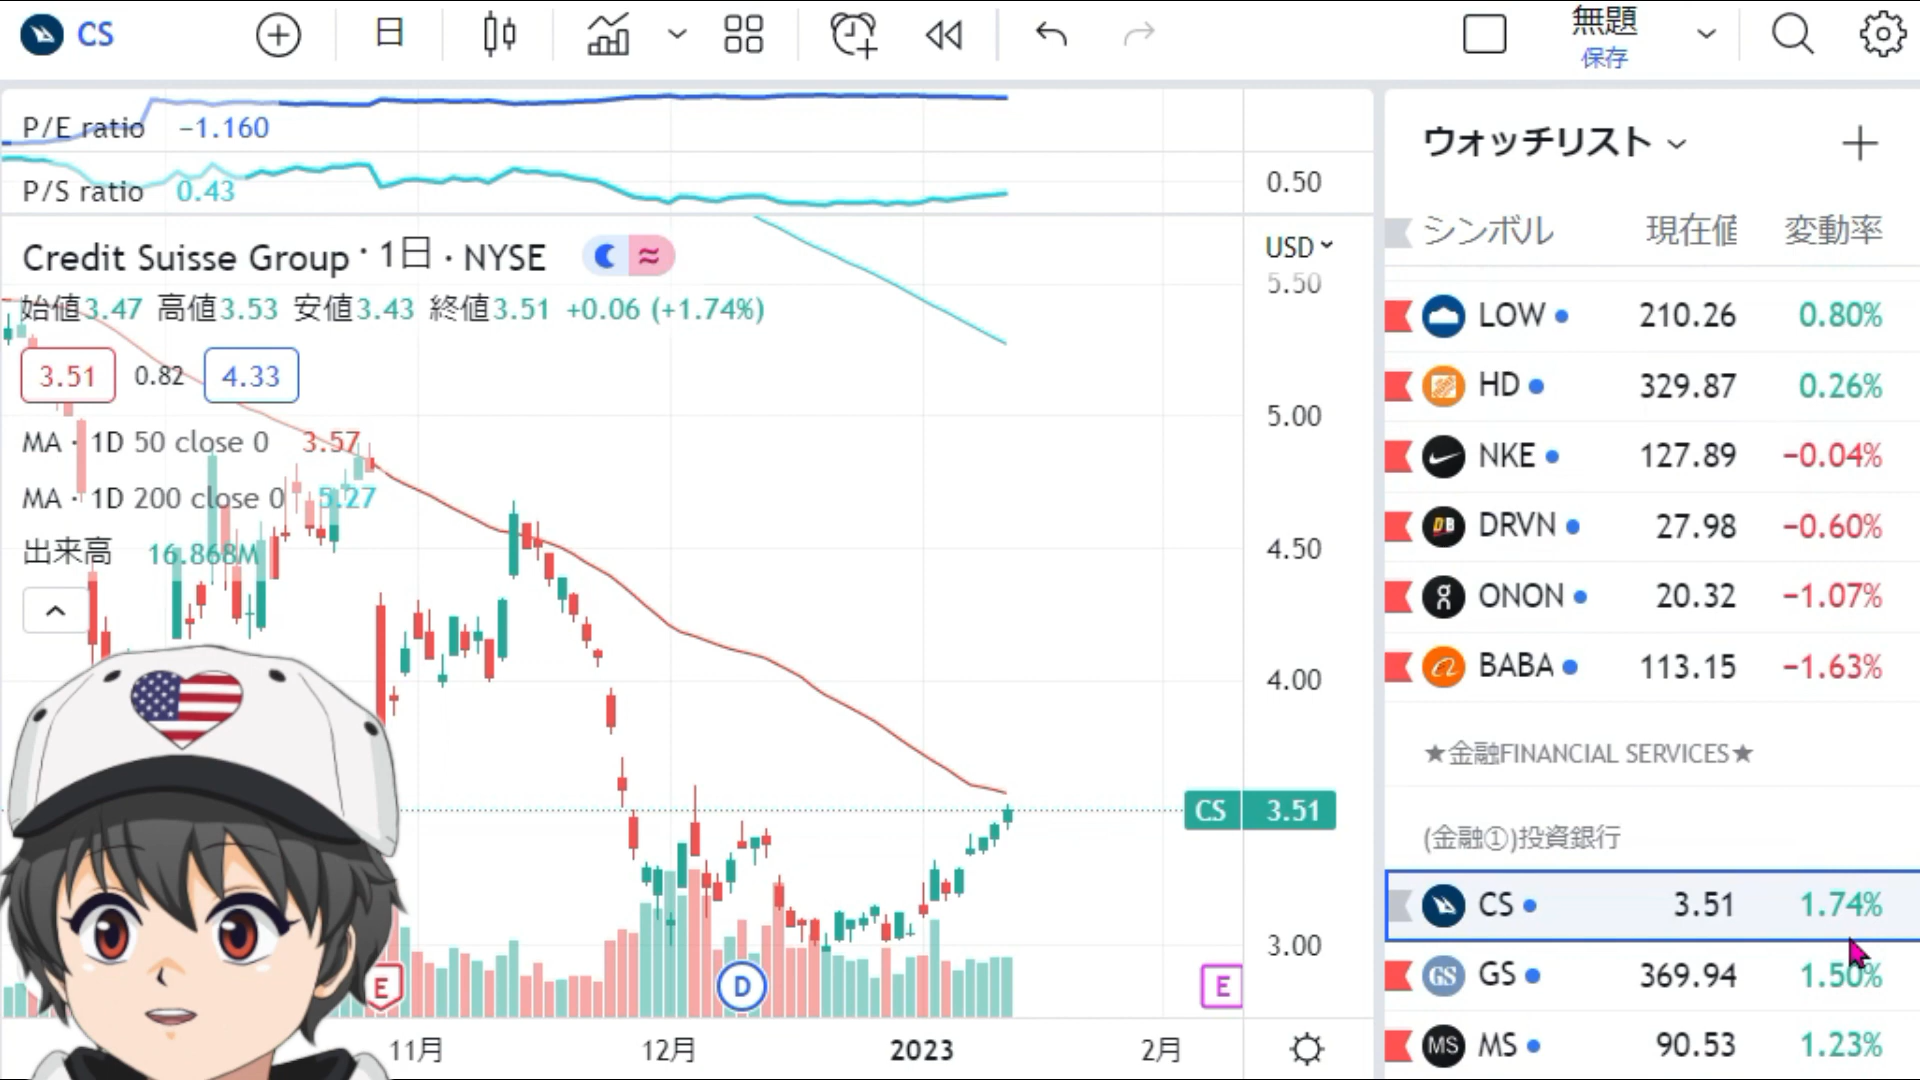 CS
日
無題
保存
P/E ratio −1.160
P/S ratio 0.43
0.50
Credit Suisse Group · 1日 · NYSE
USD
5.50
始値3.47 高値3.53 安値3.43 終値3.51 +0.06 (+1.74%)
3.51 0.82 4.33
MA · 1D 50 close 0 3.57
MA · 1D 200 close 0 5.27
出来高 16.868M
5.00
4.50
4.00
CS 3.51
3.00
E
D
E
11月 12月 2023 2月
ウォッチリスト
シンボル 現在値 変動率
LOW 210.26 0.80%
HD 329.87 0.26%
NKE 127.89 −0.04%
DB DRVN 27.98 −0.60%
ONON 20.32 −1.07%
BABA 113.15 −1.63%
★金融FINANCIAL SERVICES★
(金融①)投資銀行
CS 3.51 1.74%
GS GS 369.94 1.50%
MS MS 90.53 1.23%